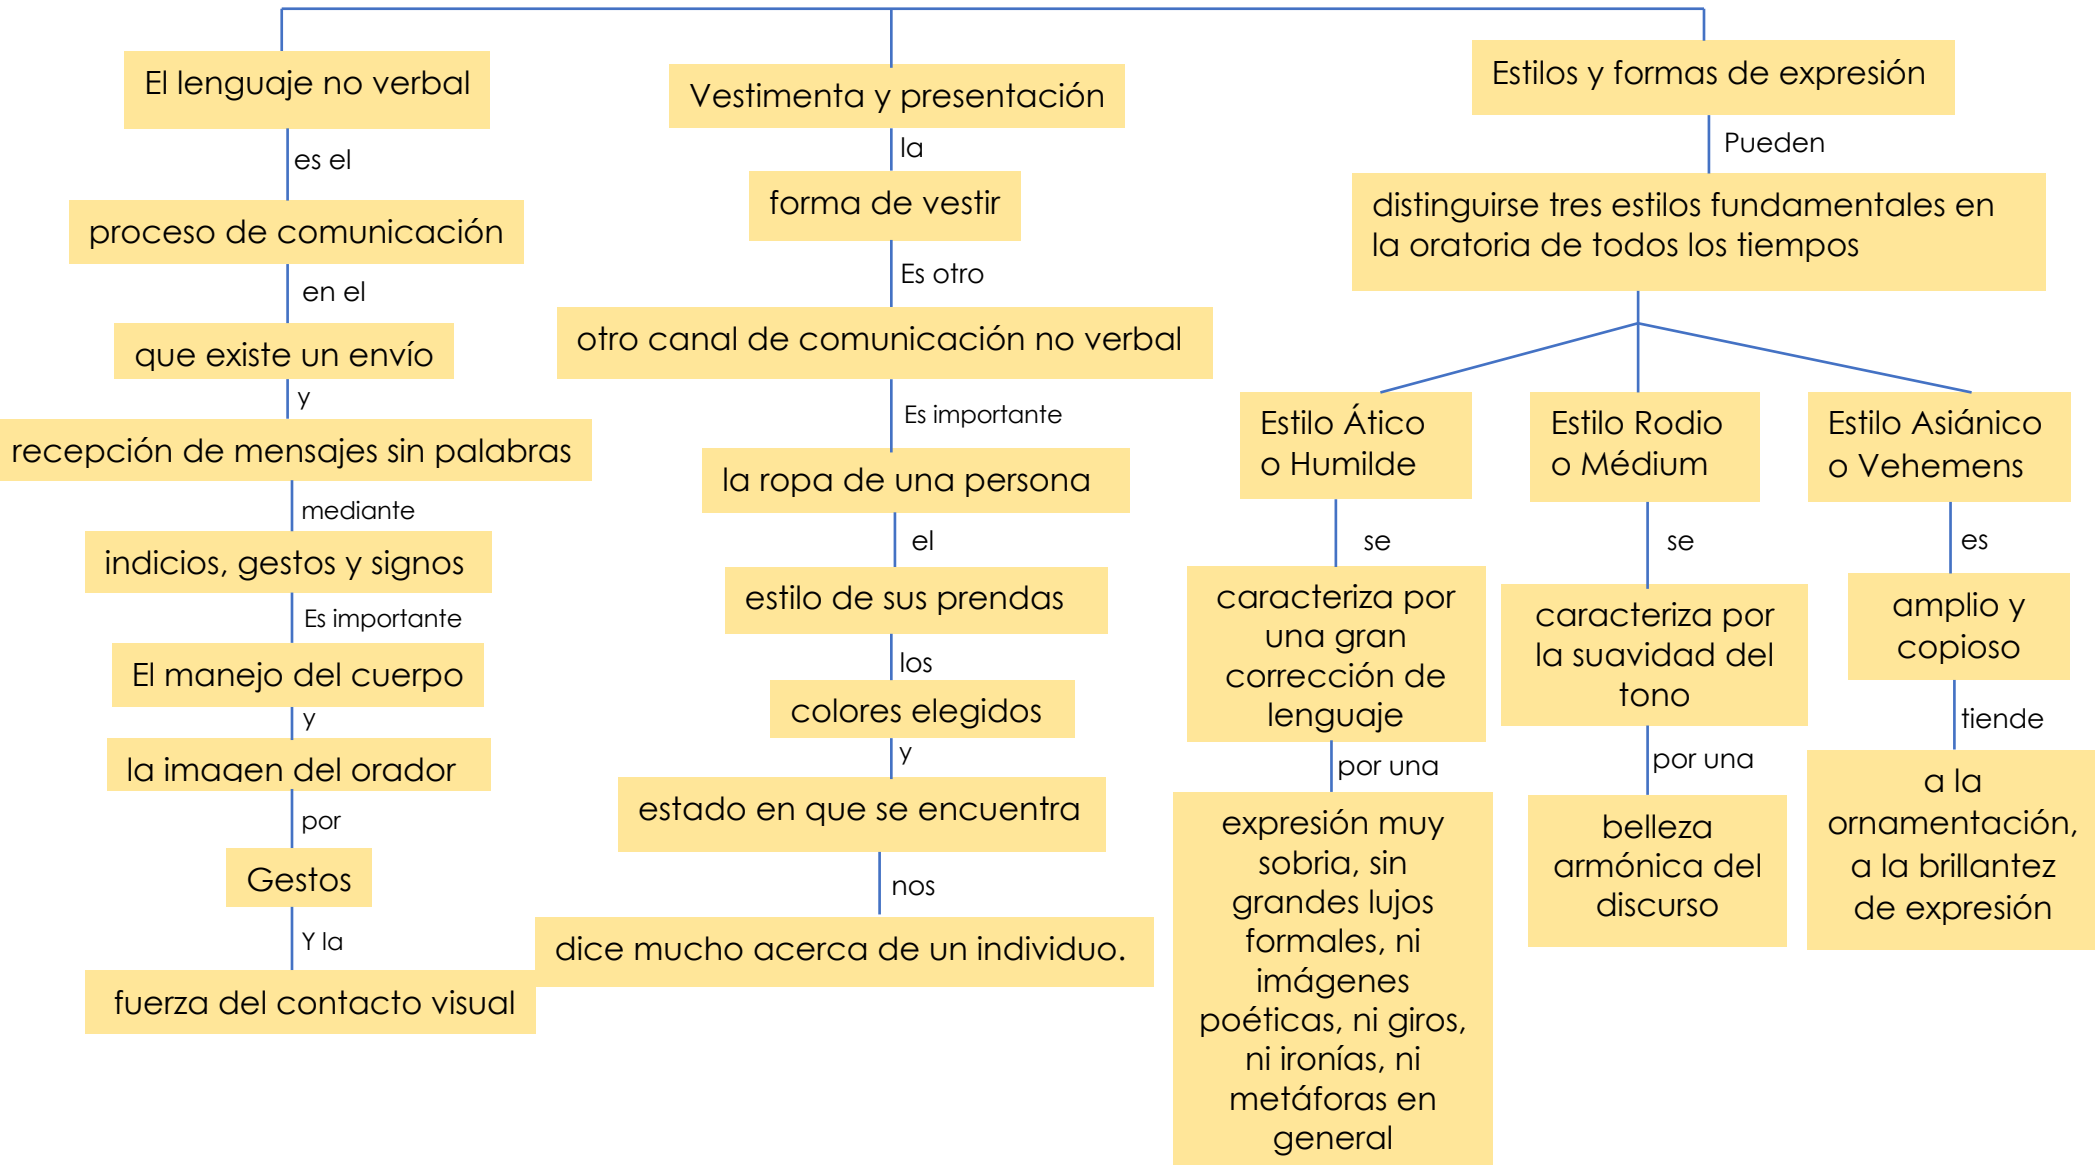 El lenguaje no verbal
es el
proceso de comunicación
en el
que existe un envío
y
recepción de mensajes sin palabras
mediante
indicios, gestos y signos
Es importante
El manejo del cuerpo
y
la imagen del orador
por
Gestos
Y la
fuerza del contacto visual
Vestimenta y presentación
la
forma de vestir
Es otro
otro canal de comunicación no verbal
Es importante
la ropa de una persona
el
estilo de sus prendas
los
colores elegidos
y
estado en que se encuentra
nos
dice mucho acerca de un individuo.
Estilos y formas de expresión
Pueden
distinguirse tres estilos fundamentales en
la oratoria de todos los tiempos
Estilo Ático
o Humilde
se
caracteriza por
una gran
corrección de
lenguaje
por una
expresión muy
sobria, sin
grandes lujos
formales, ni
imágenes
poéticas, ni giros,
ni ironías, ni
metáforas en
general
Estilo Rodio
o Médium
se
caracteriza por
la suavidad del
tono
por una
belleza
armónica del
discurso
Estilo Asiánico
o Vehemens
es
amplio y
copioso
tiende
a la
ornamentación,
a la brillantez
de expresión